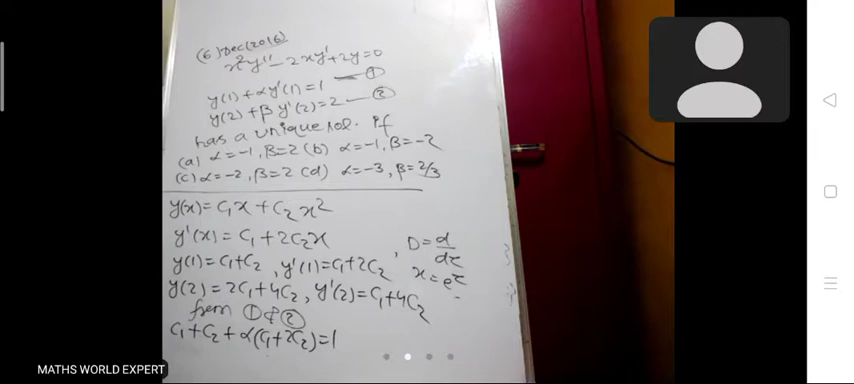 (6) Dec(2016)
x²y'' - 2xy' + 2y = 0
y(1) + αy'(1) = 1 — ①
y(2) + β y'(2) = 2 — ②
has a unique sol. if
(a) α = -1, β = 2 (b) α = -1, β = -2
(c) α = -2, β = 2 (d) α = -3, β = 2/3
y(x) = C₁x + C₂x²
y'(x) = C₁ + 2C₂x
y(1) = C₁ + C₂, y'(1) = C₁ + 2C₂
y(2) = 2C₁ + 4C₂, y'(2) = C₁ + 4C₂
from ① & ②
C₁ + C₂ + α(C₁ + 2C₂) = 1
, D = d/dz
x = e^z
MATHS WORLD EXPERT